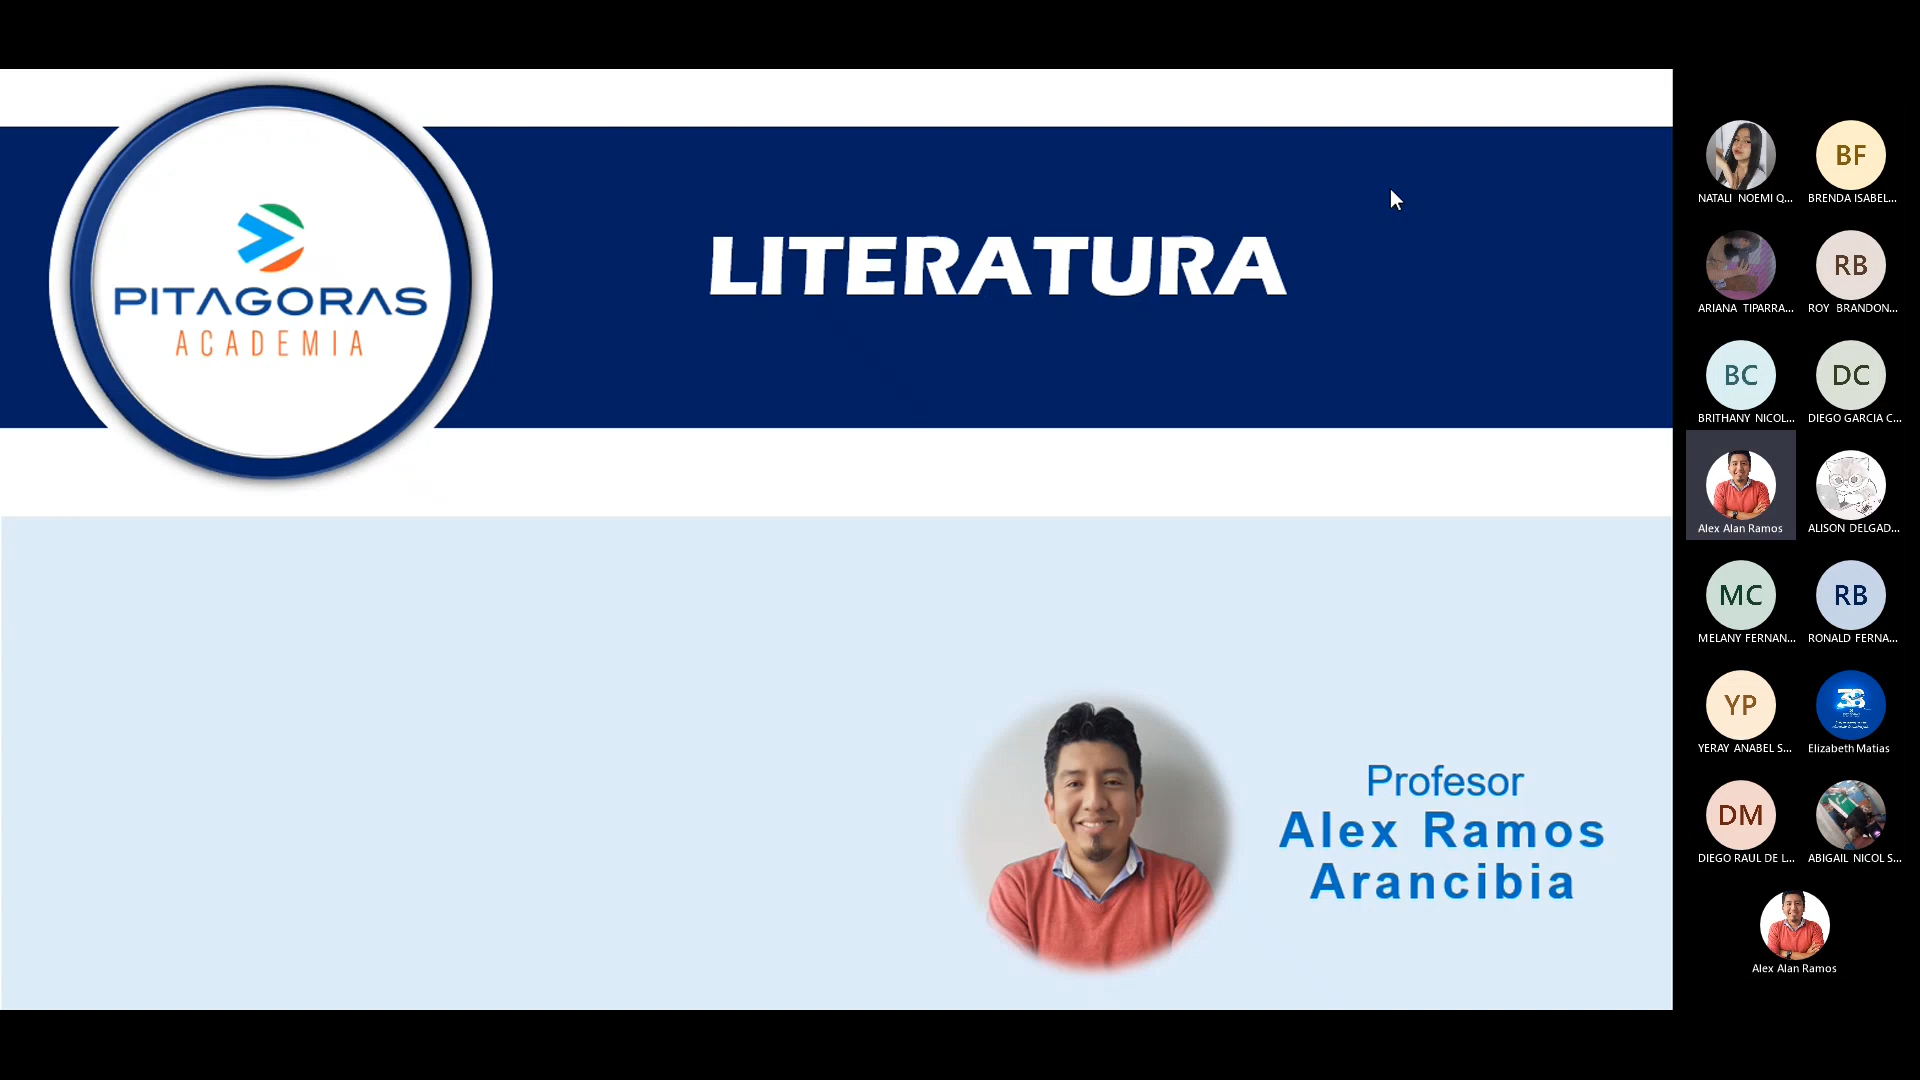 PITAGORAS
ACADEMIA
LITERATURA
Profesor
Alex Ramos
Arancibia
NATALI NOEMI Q...
BF
BRENDA ISABEL...
ARIANA TIPARRA...
RB
ROY BRANDON...
BC
BRITHANY NICOL...
DC
DIEGO GARCIA C...
Alex Alan Ramos
ALISON DELGAD...
MC
MELANY FERNAN...
RB
RONALD FERNA...
YP
YERAY ANABEL S...
38
Elizabeth Matias
DM
DIEGO RAUL DE L...
ABIGAIL NICOL S...
Alex Alan Ramos